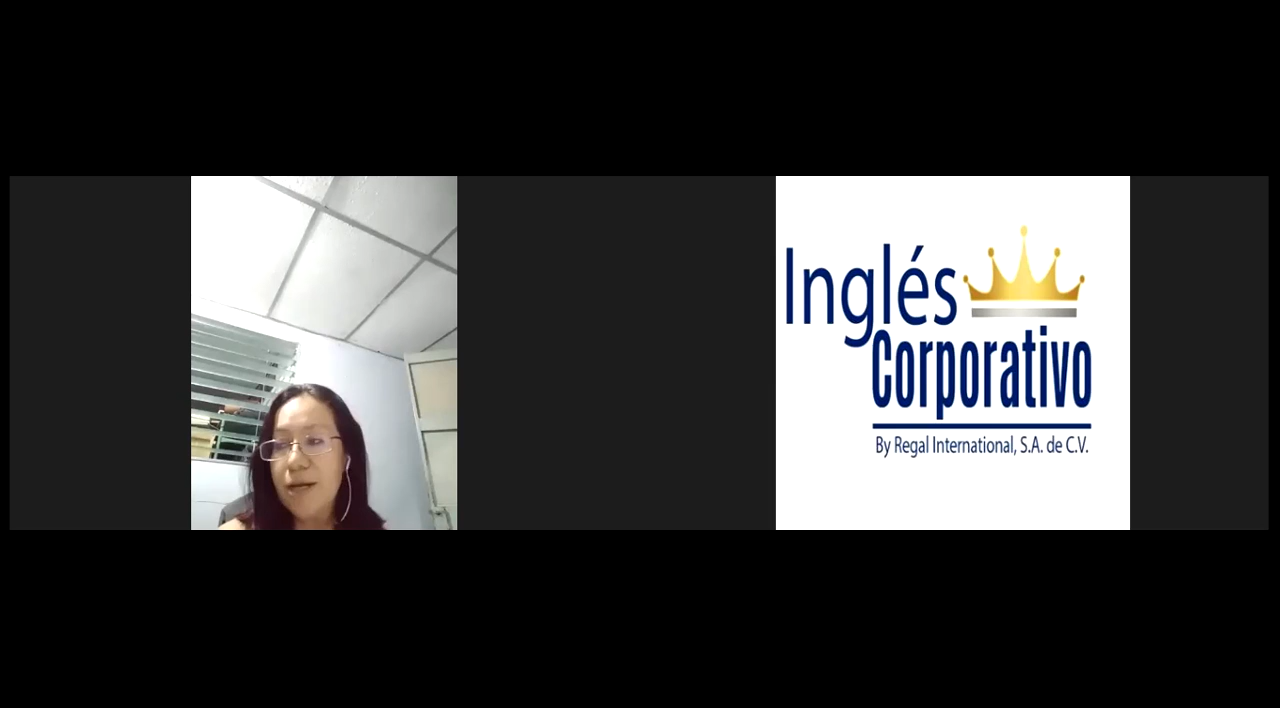 Inglés
Corporativo
By Regal International, S.A. de C.V.